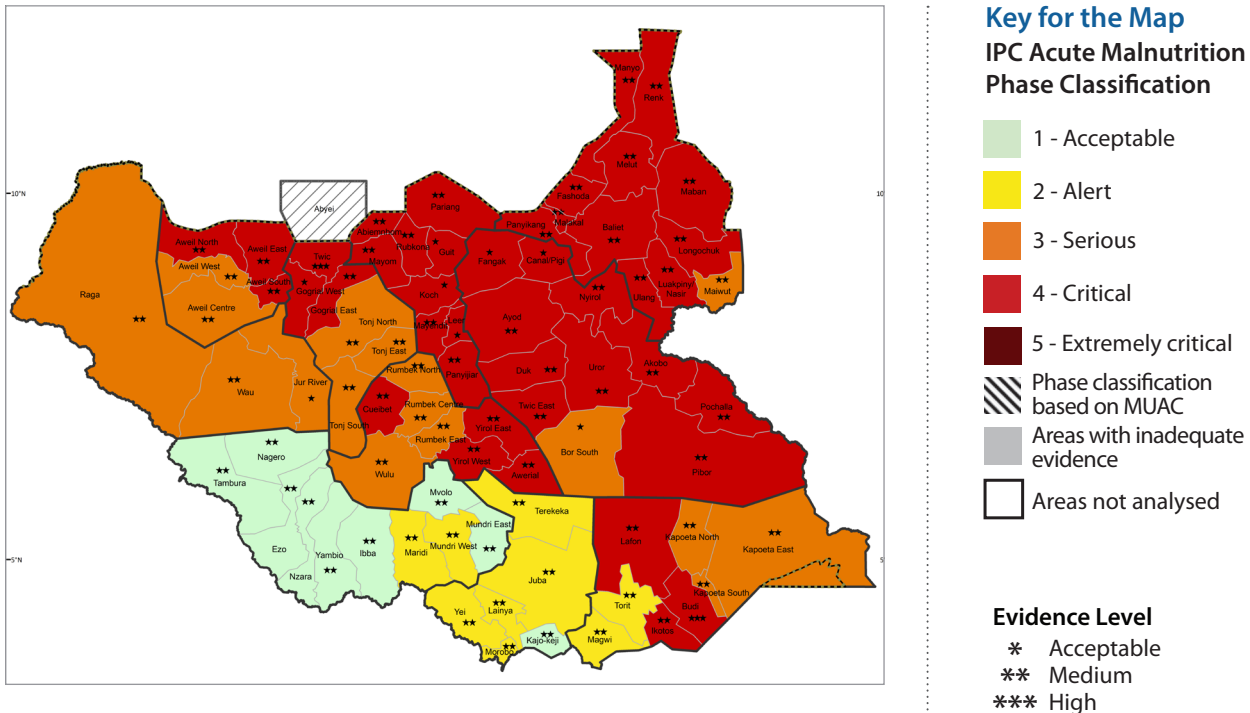 Key for the Map
IPC Acute Malnutrition
Phase Classification
1 - Acceptable
2 - Alert
3 - Serious
4 - Critical
5 - Extremely critical
Phase classification
based on MUAC
Areas with inadequate
evidence
Areas not analysed
Evidence Level
* Acceptable
** Medium
*** High
10°N
10
5°N
5
Manyo
**
Renk
**
Melut
**
Fashoda
**
Maban
**
Malakal
**
Panyikang
**
Baliet
**
Longochuk
**
Luakpiny/
Nasir
**
Maiwut
**
Ulang
**
Canal/Pigi
*
Fangak
*
Nyirol
**
Ayod
**
Duk
**
Uror
**
Akobo
**
Pochalla
**
Pibor
**
Twic East
**
Bor South
*
Abyei
Pariang
**
Abiemnhom
**
Rubkona
**
Guit
*
Mayom
**
Koch
*
Mayendit
**
Leer
*
Panyijiar
**
Twic
***
Gogrial West
*
Gogrial East
**
Tonj North
**
Tonj East
**
Tonj South
**
Aweil North
**
Aweil East
**
Aweil West
**
Aweil South
**
Aweil Centre
**
Raga
**
Wau
**
Jur River
*
Rumbek North
**
Cueibet
**
Rumbek Centre
**
Rumbek East
**
Wulu
**
Yirol East
**
Yirol West
**
Awerial
**
Nagero
**
Tambura
**
Ezo
**
Nzara
**
Yambio
**
Ibba
**
Maridi
**
Mvolo
**
Mundri West
**
Mundri East
**
Terekeka
**
Juba
**
Yei
**
Lainya
**
Morobo
**
Kajo-keji
**
Lafon
**
Torit
**
Magwi
**
Ikotos
**
Budi
***
Kapoeta North
**
Kapoeta South
**
Kapoeta East
**